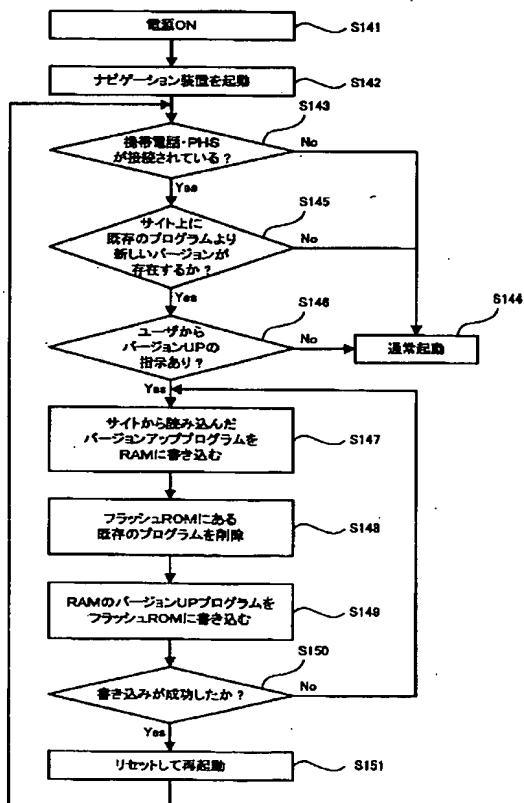 電源ON
S141
ナビゲーション装置を起動
S142
S143
携帯電話・PHS
が接続されている？
No
Yes
S145
サイト上に
既存のプログラムより
新しいバージョンが
存在するか？
No
Yes
S146
ユーザから
バージョンUPの
指示あり？
No
S144
通常起動
Yes
サイトから読み込んだ
バージョンアッププログラムを
RAMに書き込む
S147
フラッシュROMにある
既存のプログラムを削除
S148
RAMのバージョンUPプログラムを
フラッシュROMに書き込む
S149
S150
書き込みが成功したか？
No
Yes
リセットして再起動
S151